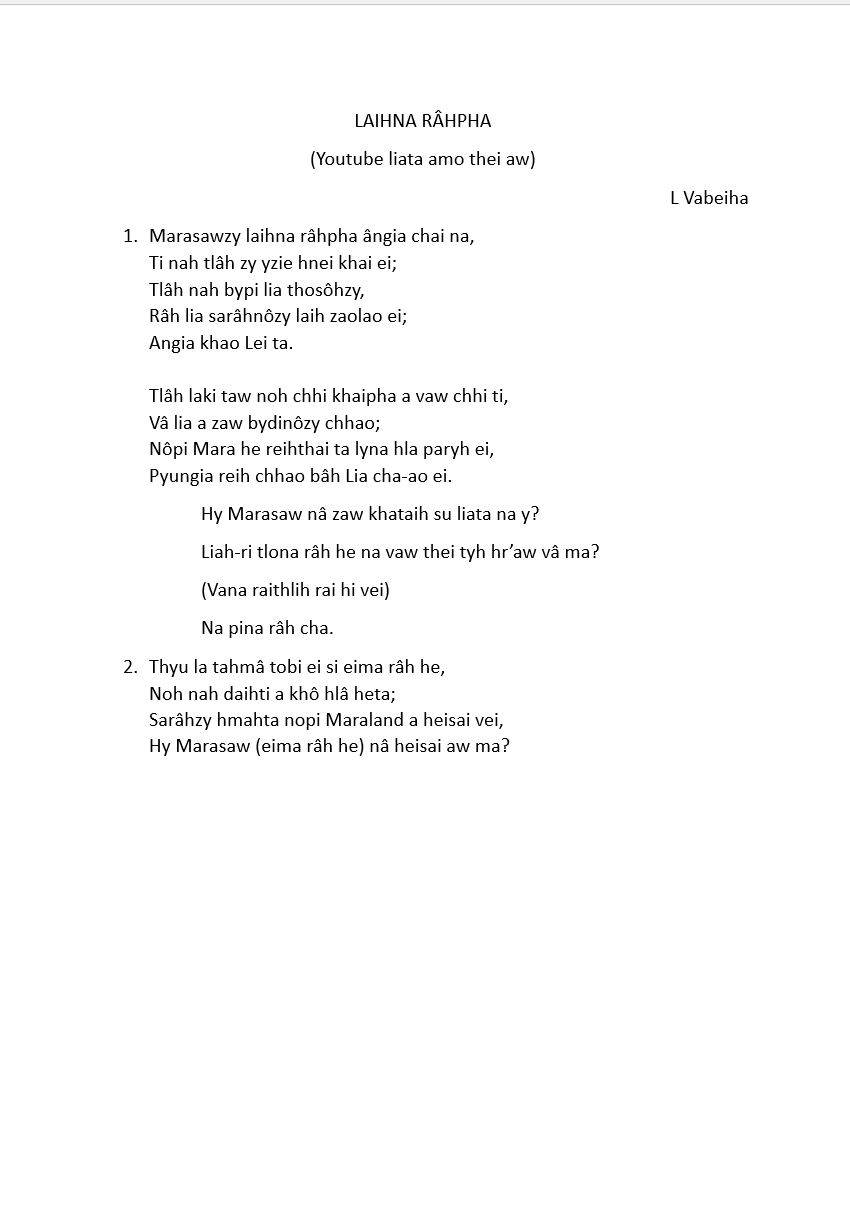 LAIHNA RÂHPHA
(Youtube liata amo thei aw)
L Vabeiha
1. Marasawzy laihna râhpha ângia chai na,
Ti nah tlâh zy yzie hnei khai ei;
Tlâh nah bypi lia thosôhzy,
Râh lia sarâhnôzy laih zaolao ei;
Angia khao Lei ta.
Tlâh laki taw noh chhi khaipha a vaw chhi ti,
Vâ lia a zaw bydinôzy chhao;
Nôpi Mara he reihthai ta lyna hla paryh ei,
Pyungia reih chhao bâh Lia cha-ao ei.
Hy Marasaw nâ zaw khataih su liata na y?
Liah-ri tlona râh he na vaw thei tyh hr’aw vâ ma?
(Vana raithlih rai hi vei)
Na pina râh cha.
2. Thyu la tahmâ tobi ei si eima râh he,
Noh nah daihti a khô hlâ heta;
Sarâhzy hmahta nopi Maraland a heisai vei,
Hy Marasaw (eima râh he) nâ heisai aw ma?